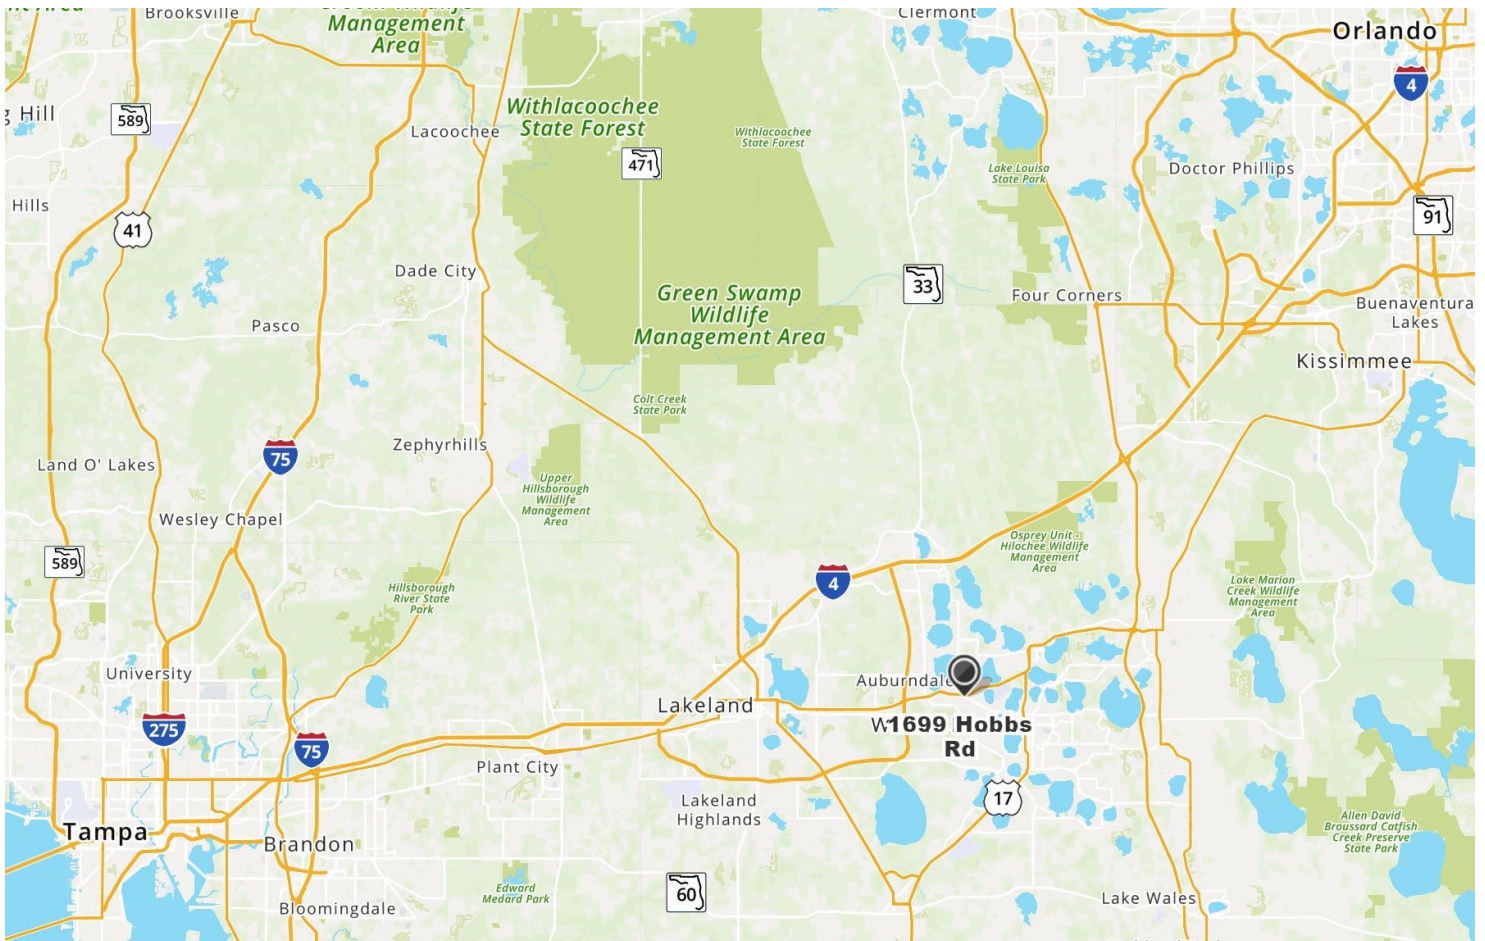 Brooksville
Management
Area
Clermont
Orlando
4
Hill
589
Withlacoochee
State Forest
Lacoochee
Withlacoochee
State Forest
471
Lake Louisa
State Park
Doctor Phillips
Hills
41
91
Dade City
33
Green Swamp
Wildlife
Management Area
Four Corners
Buenaventura
Lakes
Pasco
Kissimmee
Colt Creek
State Park
Zephyrhills
75
Land O' Lakes
Upper
Hillsborough
Wildlife
Management
Area
Wesley Chapel
589
Osprey Unit -
Hilochee Wildlife
Management
Area
4
Hillsborough
River State
Park
Lake Marion
Creek Wildlife
Management
Area
University
Auburndale
Lakeland
1699 Hobbs
Rd
275
75
Plant City
17
Lakeland
Highlands
Tampa
Brandon
Allen David
Broussard Catfish
Creek Preserve
State Park
Edward
Medard Park
60
Lake Wales
Bloomingdale